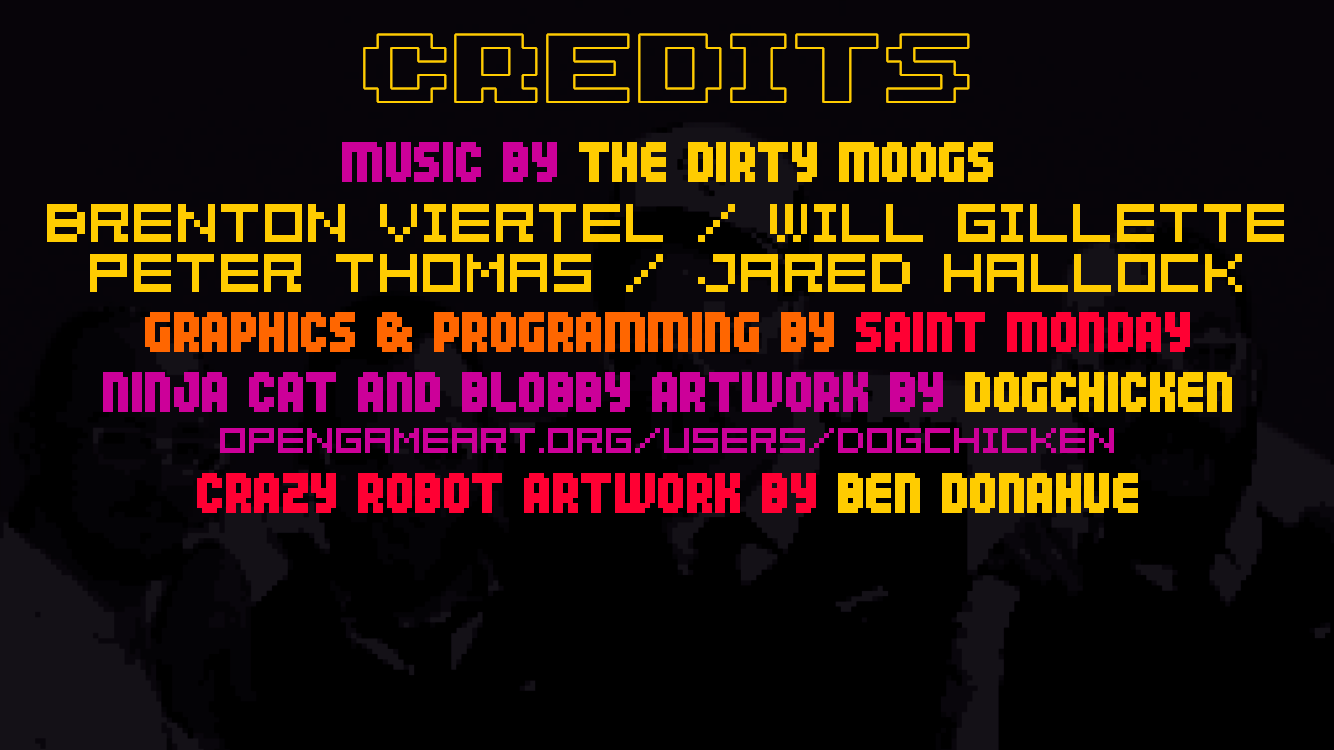 CREDITS
MUSIC BY THE DIRTY MOOGS
BRENTON VIERTEL / WILL GILLETTE
PETER THOMAS / JARED HALLOCK
GRAPHICS & PROGRAMMING BY SAINT MONDAY
NINJA CAT AND BLOBBY ARTWORK BY DOGCHICKEN
OPENGAMEART.ORG/USERS/DOGCHICKEN
CRAZY ROBOT ARTWORK BY BEN DONAHUE